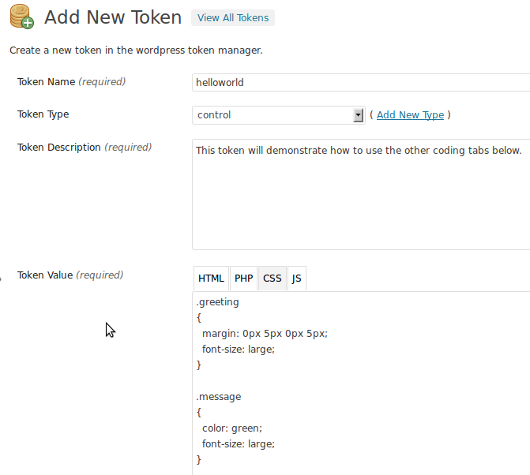 Add New Token View All Tokens
Create a new token in the wordpress token manager.
Token Name (required) helloworld
Token Type control ( Add New Type )
Token Description (required) This token will demonstrate how to use the other coding tabs below.
Token Value (required) HTML PHP CSS JS
.greeting
{
margin: 0px 5px 0px 5px;
font-size: large;
}
.message
{
color: green;
font-size: large;
}